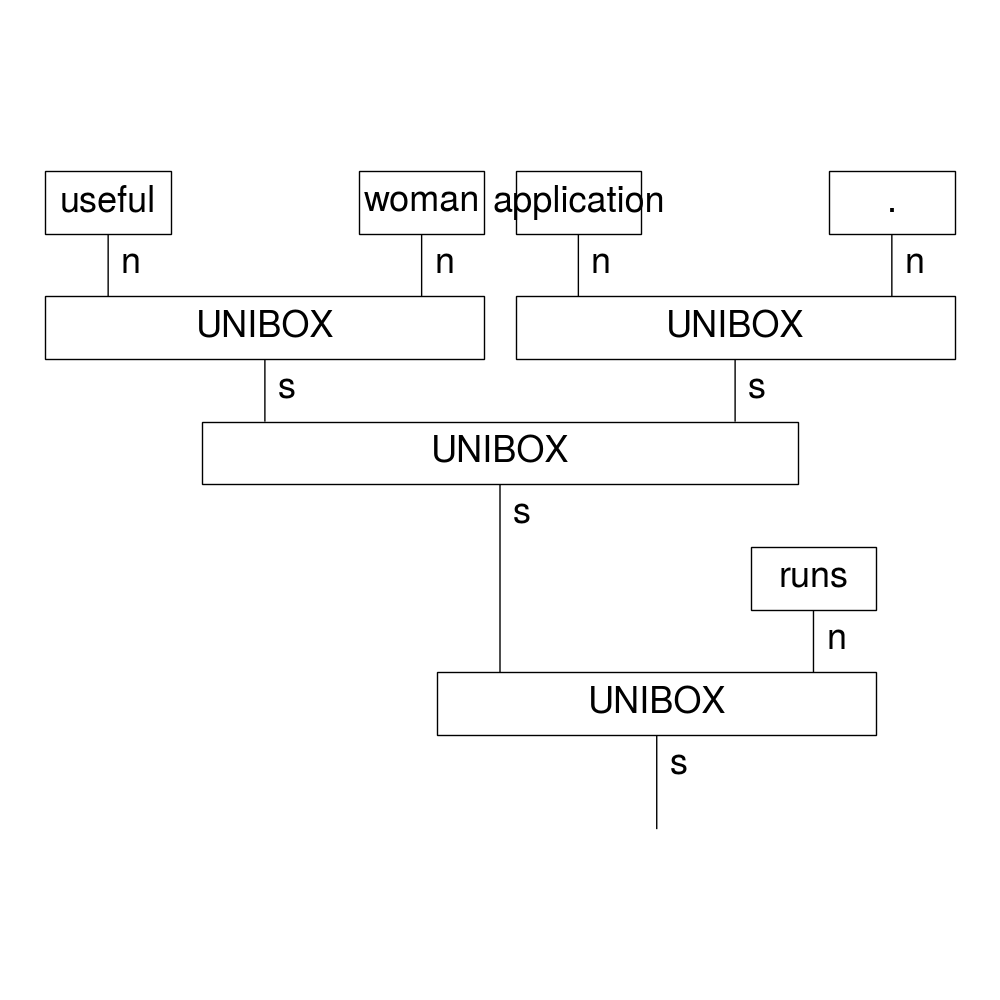 useful woman application .
n n n n
UNIBOX UNIBOX
s s
UNIBOX
s
runs
n
UNIBOX
s